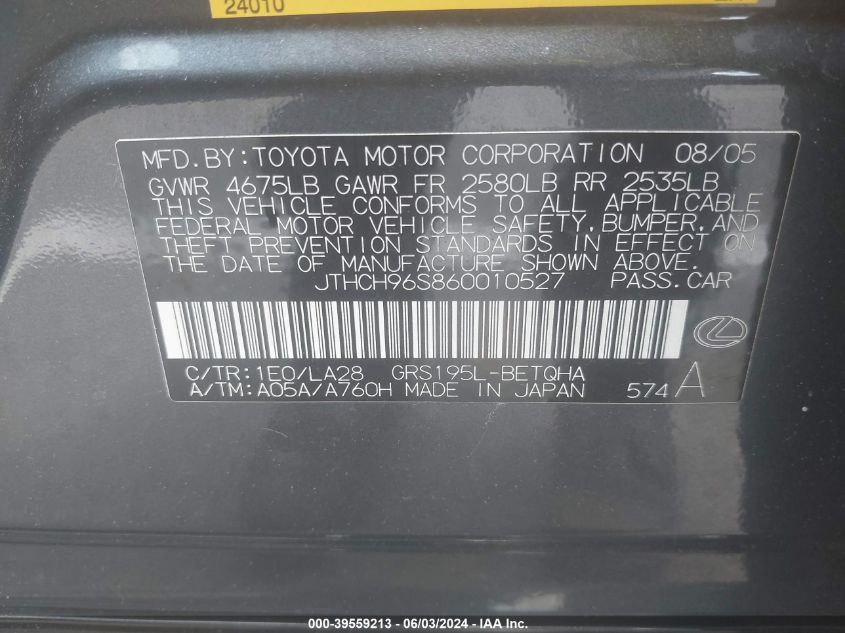 24010
MFD.BY:TOYOTA MOTOR CORPORATION 08/05
GVWR 4675LB GAWR FR 2580LB RR 2535LB
THIS VEHICLE CONFORMS TO ALL APPLICABLE
FEDERAL MOTOR VEHICLE SAFETY, BUMPER, AND
THEFT PREVENTION STANDARDS IN EFFECT ON
THE DATE OF MANUFACTURE SHOWN ABOVE.
JTHCH96S860010527 PASS.CAR
C/TR:1E0/LA28 GRS195L-BETQHA
A/TM:A05A/A760H MADE IN JAPAN 574 A
000-39559213 - 06/03/2024 - IAA Inc.